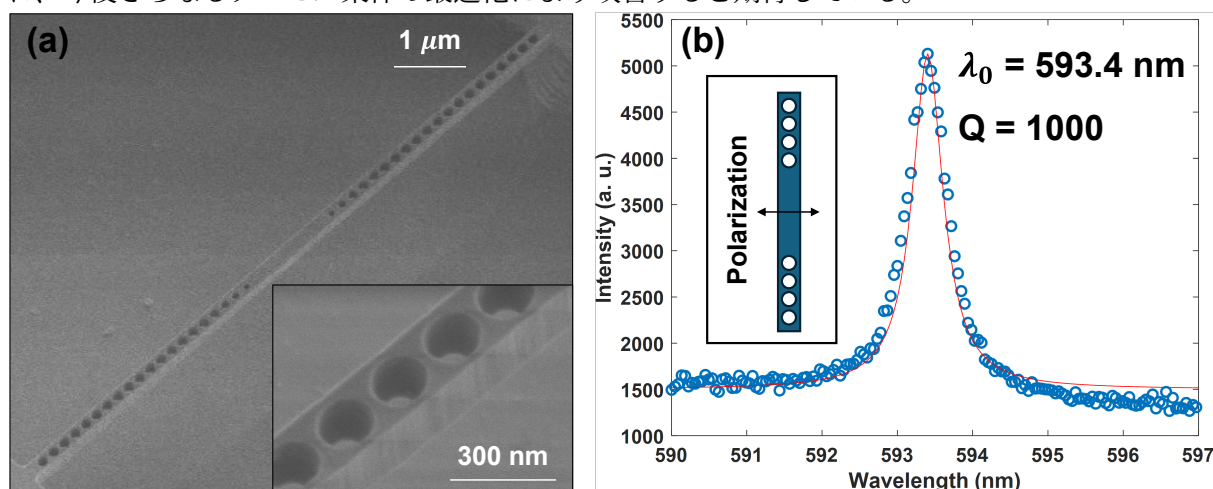 (a)
1 μm
300 nm
(b)
λ₀ = 593.4 nm
Q = 1000
Polarization
Intensity (a. u.)
5000
4500
4000
3500
3000
2500
2000
1500
1000
590 591 592 593 594 595 596 597
Wavelength (nm)